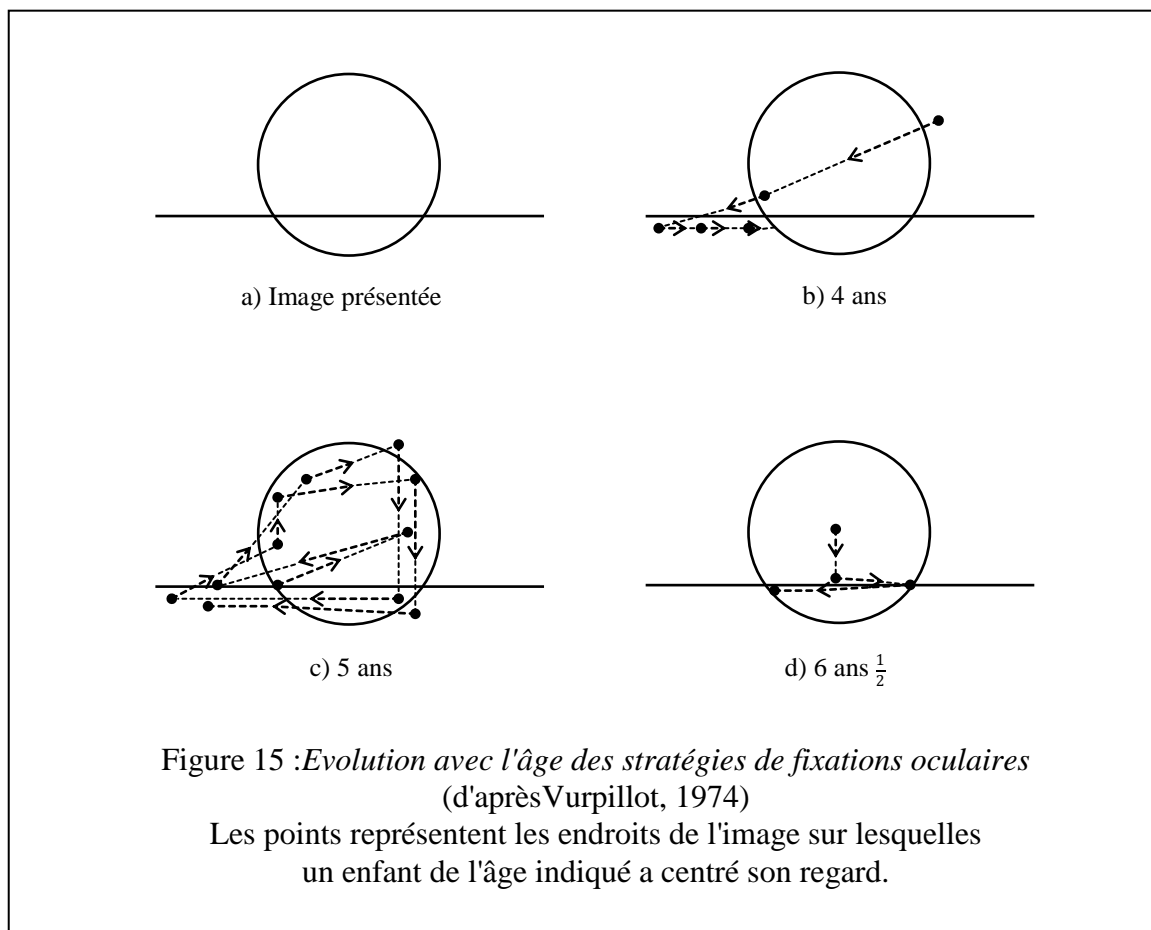 a) Image présentée
b) 4 ans
c) 5 ans
d) 6 ans 1/2
Figure 15 :Evolution avec l'âge des stratégies de fixations oculaires
(d'aprèsVurpillot, 1974)
Les points représentent les endroits de l'image sur lesquelles
un enfant de l'âge indiqué a centré son regard.